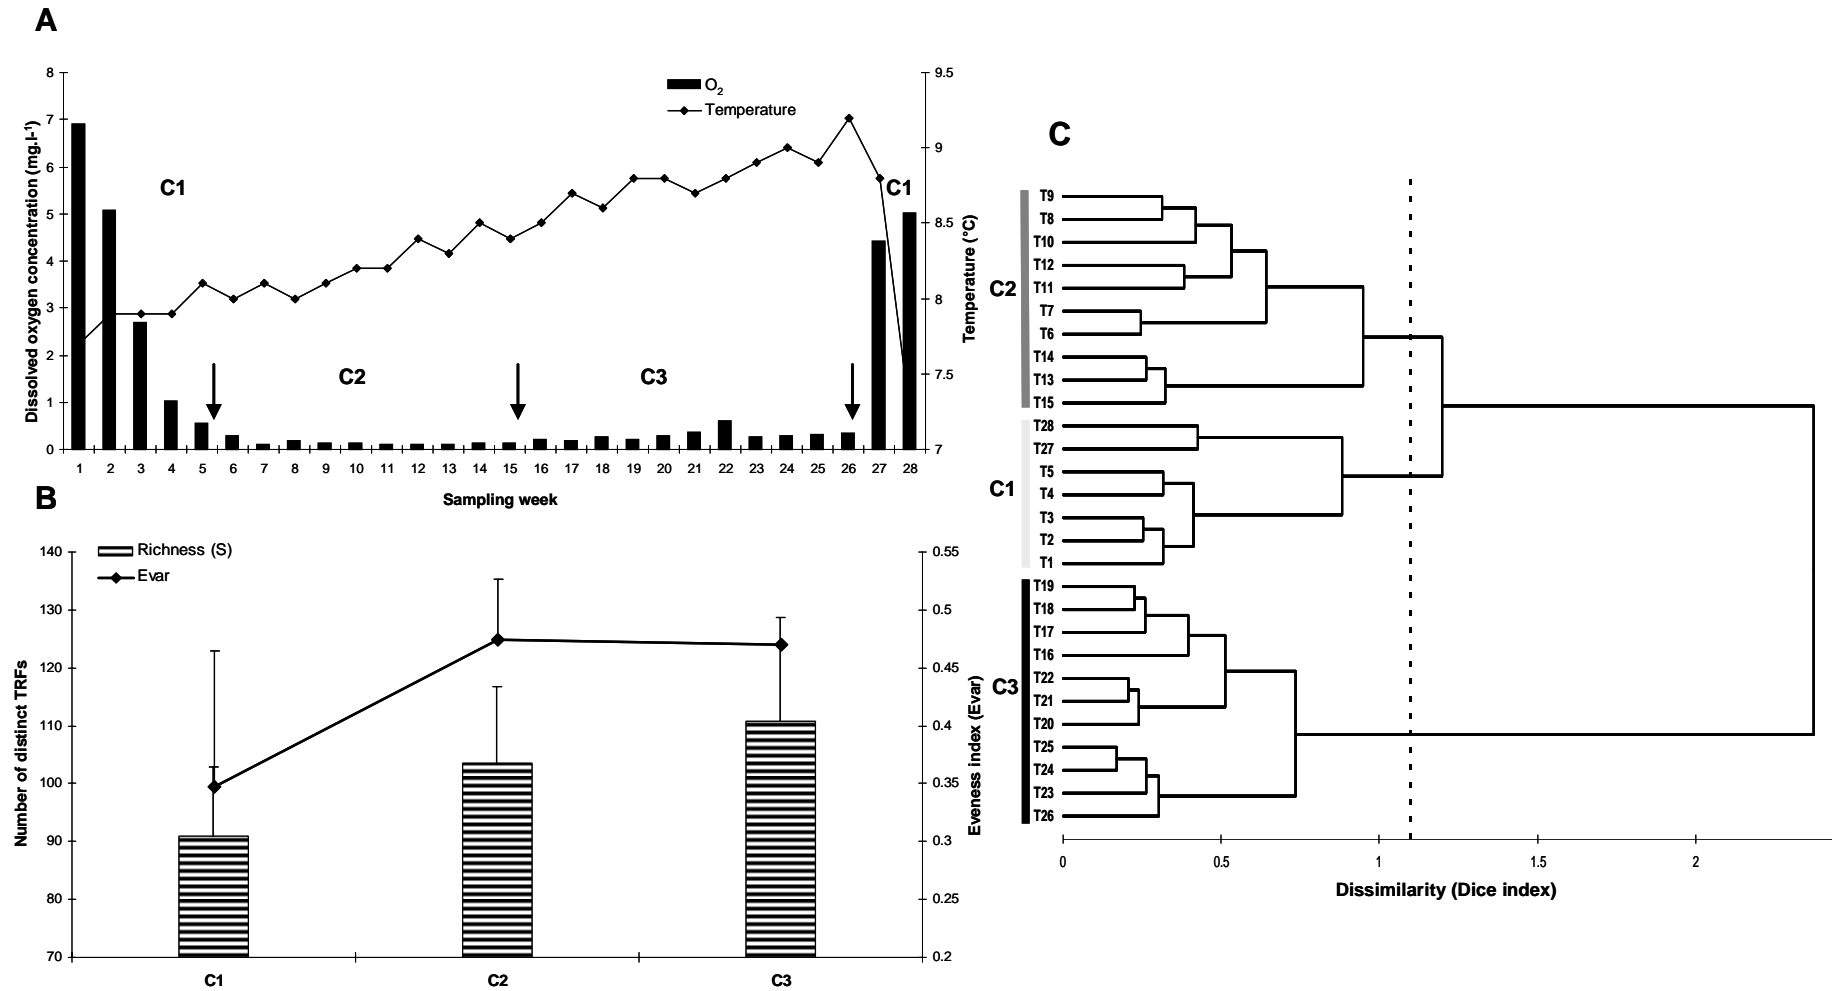 A
O2
Temperature
8
7
6
5
4
3
2
1
0
Dissolved oxygen concentration (mg.l-1)
9.5
9
8.5
8
7.5
7
Temperature (°C)
C1
C1
C2
C3
1 2 3 4 5 6 7 8 9 10 11 12 13 14 15 16 17 18 19 20 21 22 23 24 25 26 27 28
Sampling week
B
Richness (S)
Evar
140
130
120
110
100
90
80
70
Number of distinct TRFs
0.55
0.5
0.45
0.4
0.35
0.3
0.25
0.2
Eveness index (Evar)
C1 C2 C3
C
C2
C1
C3
T9
T8
T10
T12
T11
T7
T6
T14
T13
T15
T28
T27
T5
T4
T3
T2
T1
T19
T18
T17
T16
T22
T21
T20
T25
T24
T23
T26
0 0.5 1 1.5 2
Dissimilarity (Dice index)